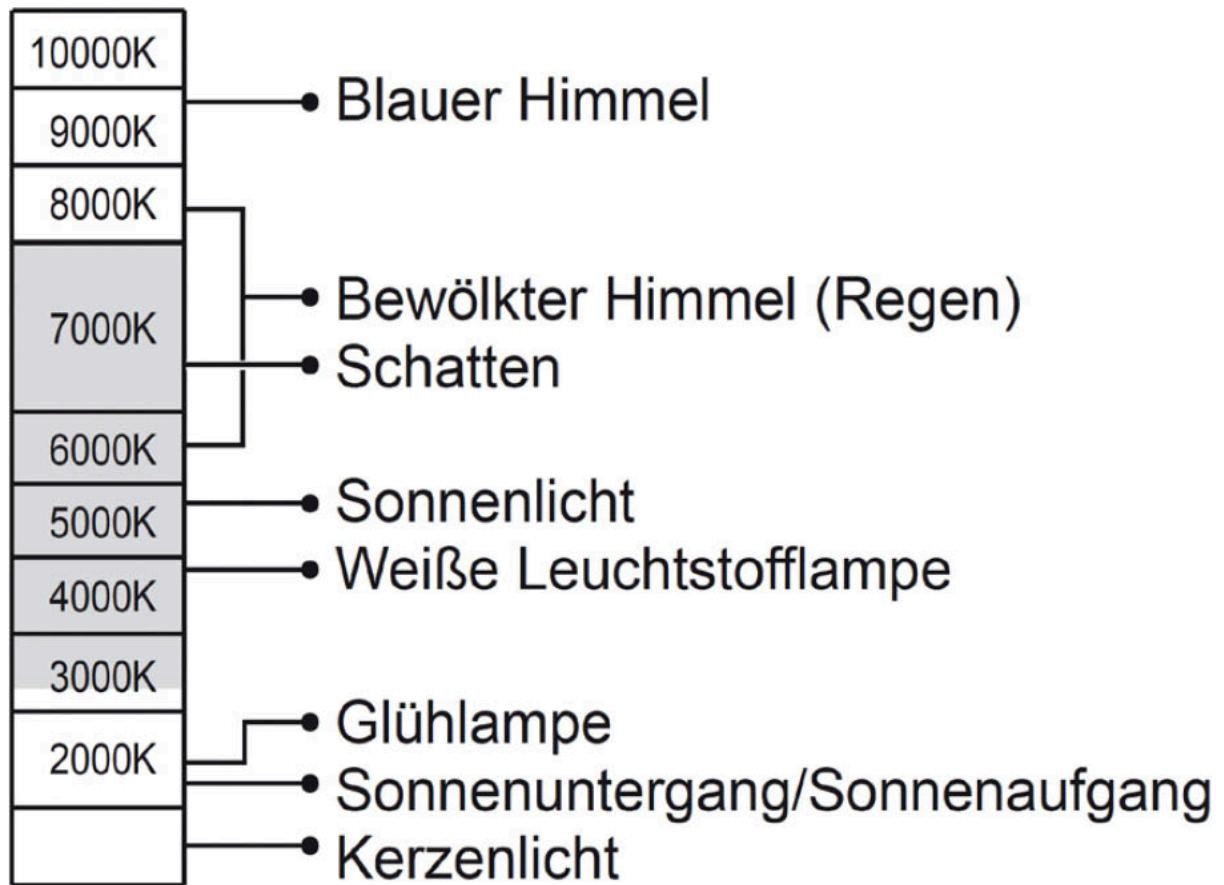 10000K
Blauer Himmel
9000K
8000K
Bewölkter Himmel (Regen)
7000K
Schatten
6000K
Sonnenlicht
5000K
Weiße Leuchtstofflampe
4000K
3000K
Glühlampe
2000K
Sonnenuntergang/Sonnenaufgang
Kerzenlicht